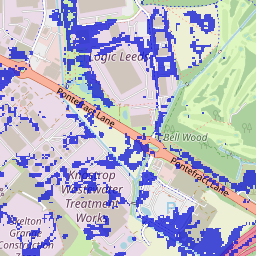 Logic Leeds
Pontefract Lane
Bell Wood
Pontefract Lane
Knostrop
Wastewater
Treatment
Works
Skelton
Grange
Construction